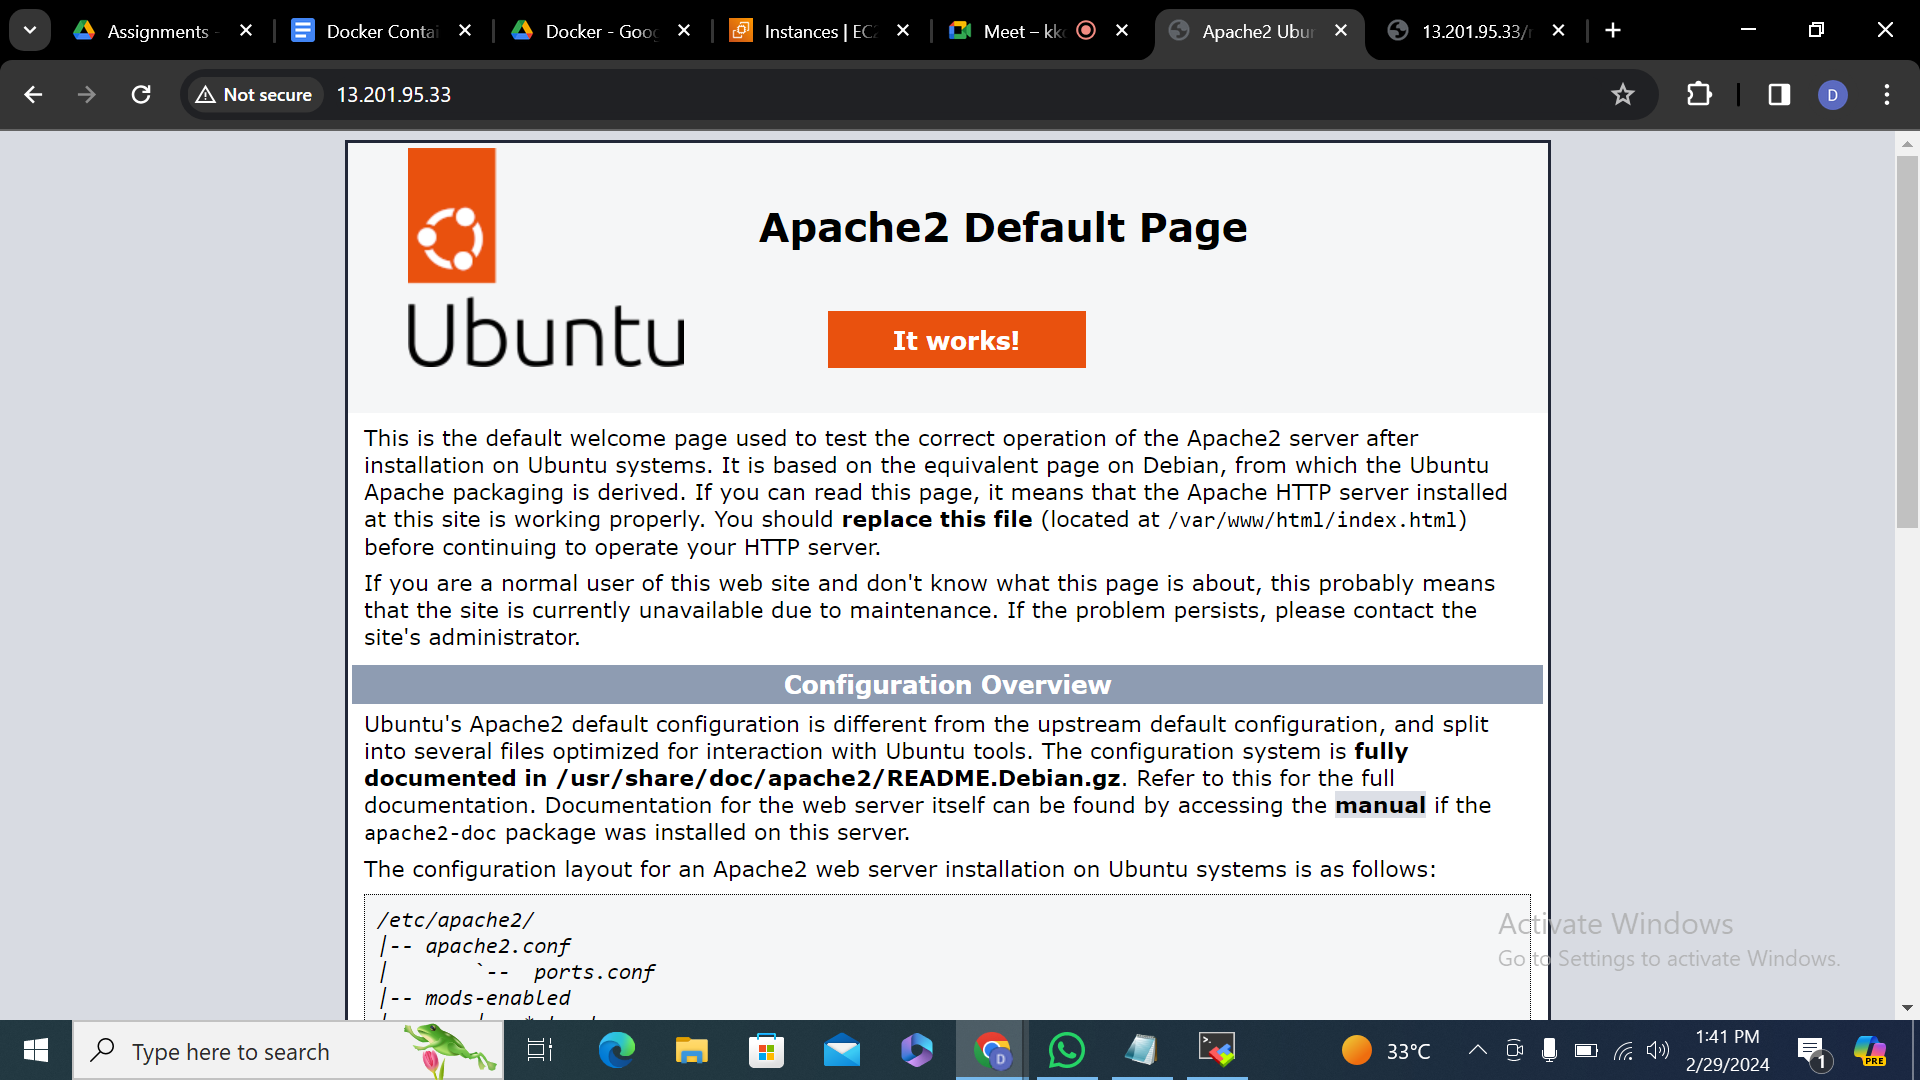 Assignments -
Docker Contai
Docker - Goog
Instances | EC2
Meet – kk
Apache2 Ubun
13.201.95.33/
Not secure
13.201.95.33
D
Ubuntu
Apache2 Default Page
It works!
This is the default welcome page used to test the correct operation of the Apache2 server after
installation on Ubuntu systems. It is based on the equivalent page on Debian, from which the Ubuntu
Apache packaging is derived. If you can read this page, it means that the Apache HTTP server installed
at this site is working properly. You should replace this file (located at /var/www/html/index.html)
before continuing to operate your HTTP server.
If you are a normal user of this web site and don't know what this page is about, this probably means
that the site is currently unavailable due to maintenance. If the problem persists, please contact the
site's administrator.
Configuration Overview
Ubuntu's Apache2 default configuration is different from the upstream default configuration, and split
into several files optimized for interaction with Ubuntu tools. The configuration system is fully
documented in /usr/share/doc/apache2/README.Debian.gz. Refer to this for the full
documentation. Documentation for the web server itself can be found by accessing the manual if the
apache2-doc package was installed on this server.
The configuration layout for an Apache2 web server installation on Ubuntu systems is as follows:
/etc/apache2/
|-- apache2.conf
|       `--  ports.conf
|-- mods-enabled
Activate Windows
Go to Settings to activate Windows.
Type here to search
D
33°C
1:41 PM
2/29/2024
1
PRE